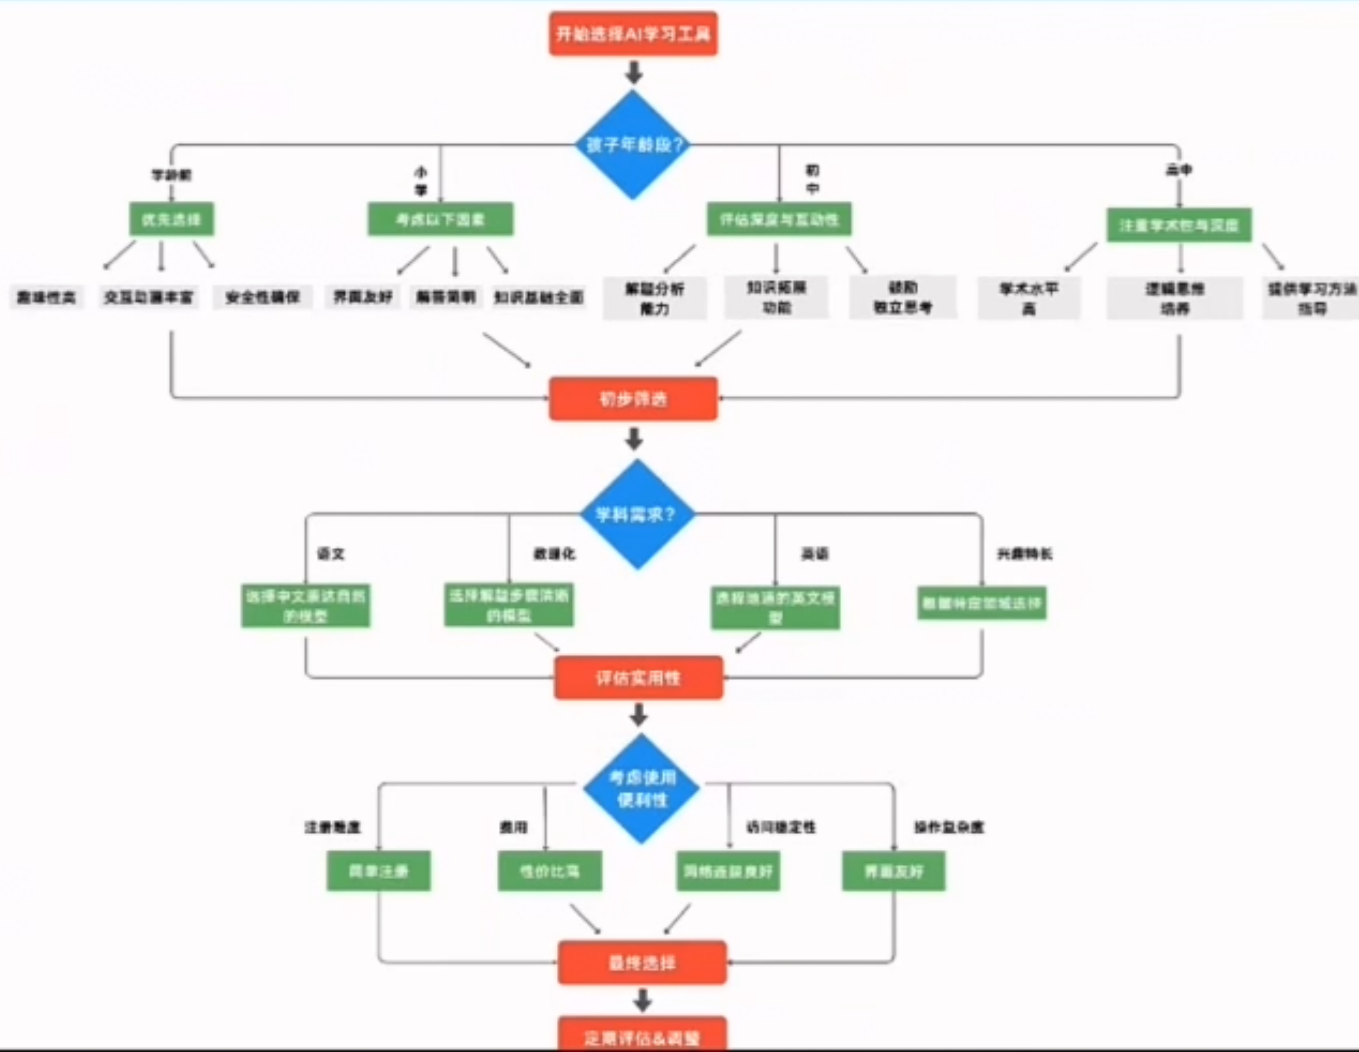 开始选择AI学习工具
孩子年龄段?
学龄前
小
学
初
中
高中
优先选择
考虑以下因素
评估深度与互动性
注重学术性与深度
趣味性高
交互动画丰富
安全性确保
界面友好
解答简明
知识基础全面
解题分析
能力
知识拓展
功能
鼓励
独立思考
学术水平
高
逻辑思维
培养
提供学习方法
指导
初步筛选
学科需求?
语文
数理化
英语
兴趣特长
选择中文表达自然
的模型
选择解题步骤清晰
的模型
选择地道的英文模
型
根据特定领域选择
评估实用性
考虑使用
便利性
注册难度
费用
访问稳定性
操作复杂度
简单注册
性价比高
网络连接良好
界面友好
最终选择
定期评估&调整